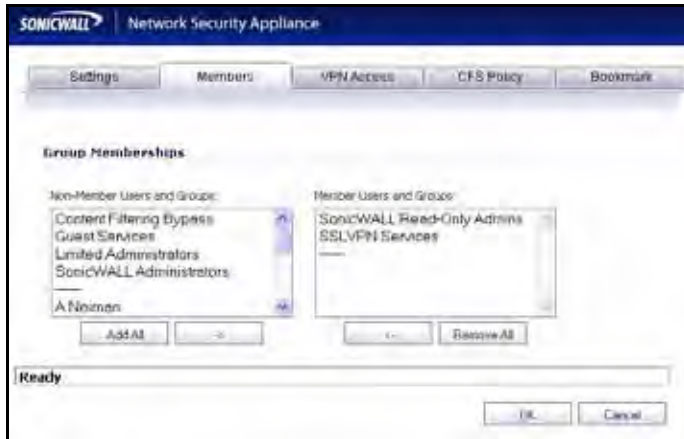 SONICWALL Network Security Appliance
Settings Members VPN Access CFS Policy Bookmark
Group Memberships
Non-Member Users and Groups:
Content Filtering Bypass
Guest Services
Limited Administrators
SonicWALL Administrators
-----
A Noiman
Add All ->
Member Users and Groups
SonicWALL Read-Only Admins
SSLVPN Services
-----
<- Remove All
Ready
OK Cancel